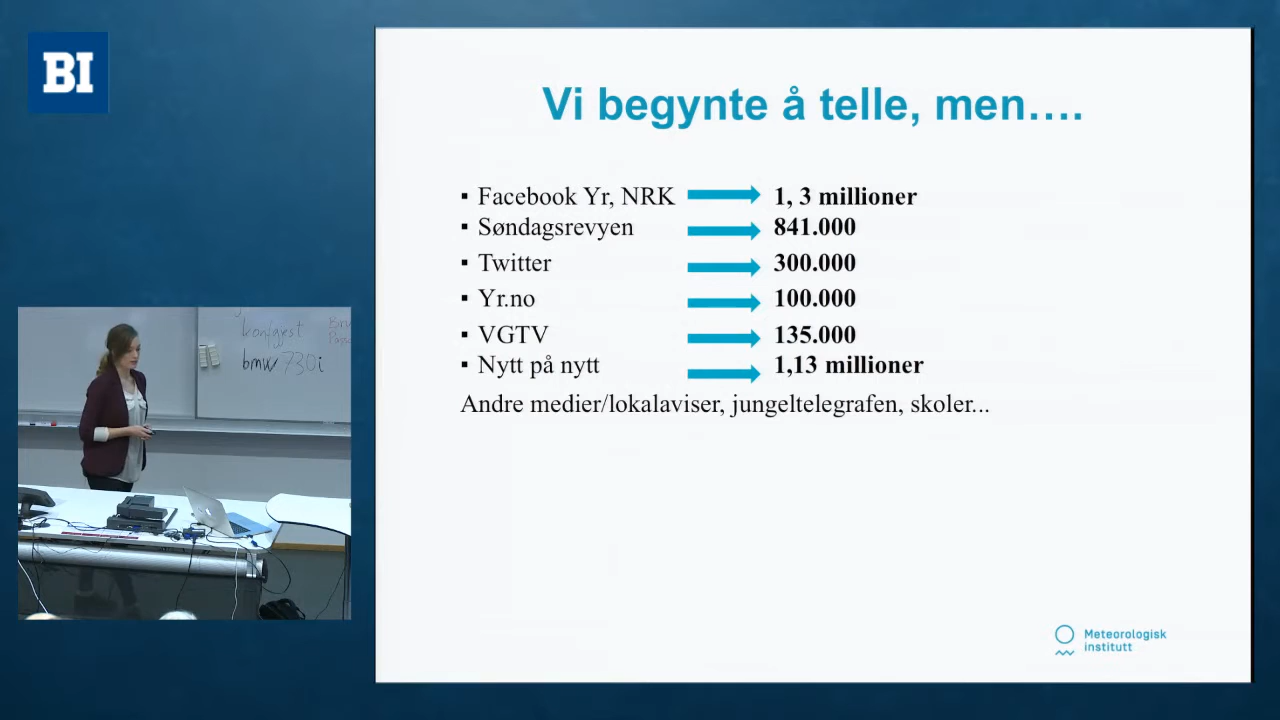 BI
Vi begynte å telle, men....
▪ Facebook Yr, NRK 1, 3 millioner
▪ Søndagsrevyen 841.000
▪ Twitter 300.000
▪ Yr.no 100.000
▪ VGTV 135.000
▪ Nytt på nytt 1,13 millioner
Andre medier/lokalaviser, jungeltelegrafen, skoler...
konfgjest
bmw 730i
Meteorologisk
institutt